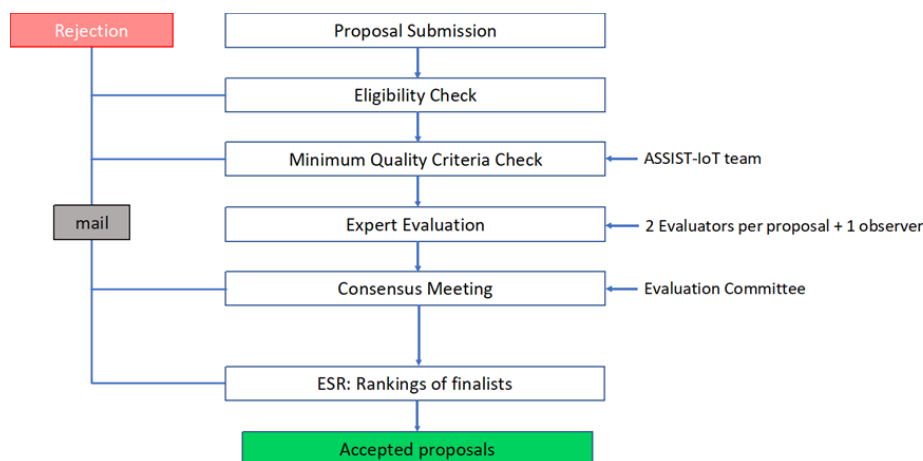 Rejection
Proposal Submission
Eligibility Check
Minimum Quality Criteria Check
ASSIST-IoT team
mail
Expert Evaluation
2 Evaluators per proposal + 1 observer
Consensus Meeting
Evaluation Committee
ESR: Rankings of finalists
Accepted proposals